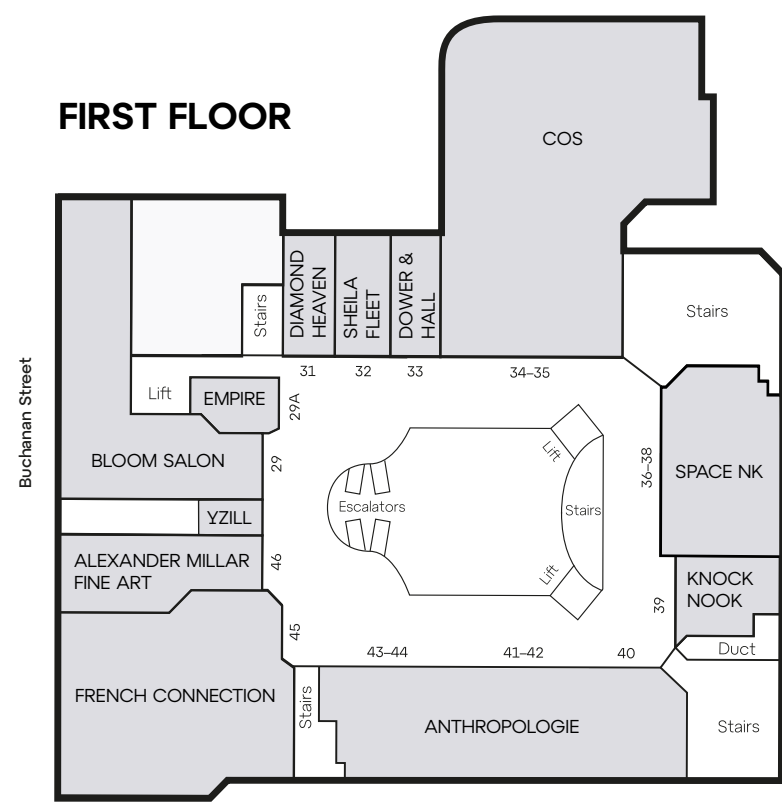 FIRST FLOOR
COS
DIAMOND
HEAVEN
SHEILA
FLEET
DOWER &
HALL
Stairs
Stairs
31
32
33
34–35
Lift
EMPIRE
29A
Buchanan Street
BLOOM SALON
29
Lift
36–38
SPACE NK
Escalators
Stairs
YZILL
ALEXANDER MILLAR
FINE ART
46
Lift
KNOCK
NOOK
39
45
43–44
41–42
40
Duct
FRENCH CONNECTION
Stairs
ANTHROPOLOGIE
Stairs